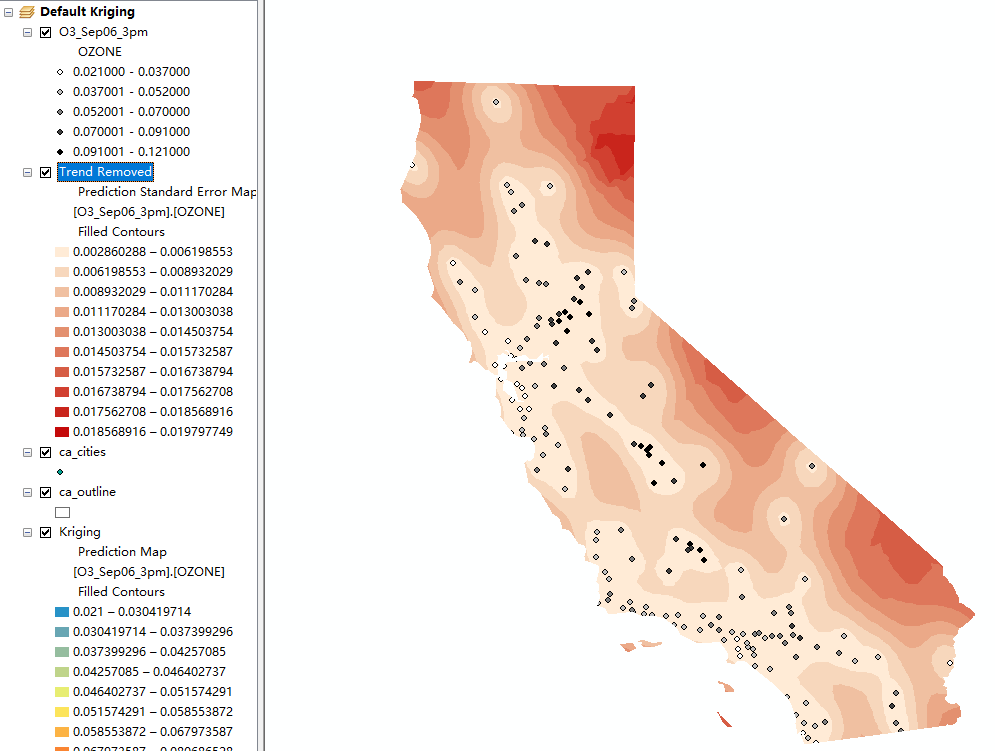 Default Kriging
O3_Sep06_3pm
OZONE
0.021000 - 0.037000
0.037001 - 0.052000
0.052001 - 0.070000
0.070001 - 0.091000
0.091001 - 0.121000
Trend Removed
Prediction Standard Error Map
[O3_Sep06_3pm].[OZONE]
Filled Contours
0.002860288 – 0.006198553
0.006198553 – 0.008932029
0.008932029 – 0.011170284
0.011170284 – 0.013003038
0.013003038 – 0.014503754
0.014503754 – 0.015732587
0.015732587 – 0.016738794
0.016738794 – 0.017562708
0.017562708 – 0.018568916
0.018568916 – 0.019797749
ca_cities
ca_outline
Kriging
Prediction Map
[O3_Sep06_3pm].[OZONE]
Filled Contours
0.021 – 0.030419714
0.030419714 – 0.037399296
0.037399296 – 0.04257085
0.04257085 – 0.046402737
0.046402737 – 0.051574291
0.051574291 – 0.058553872
0.058553872 – 0.067973587
0.067973587 – 0.080686528